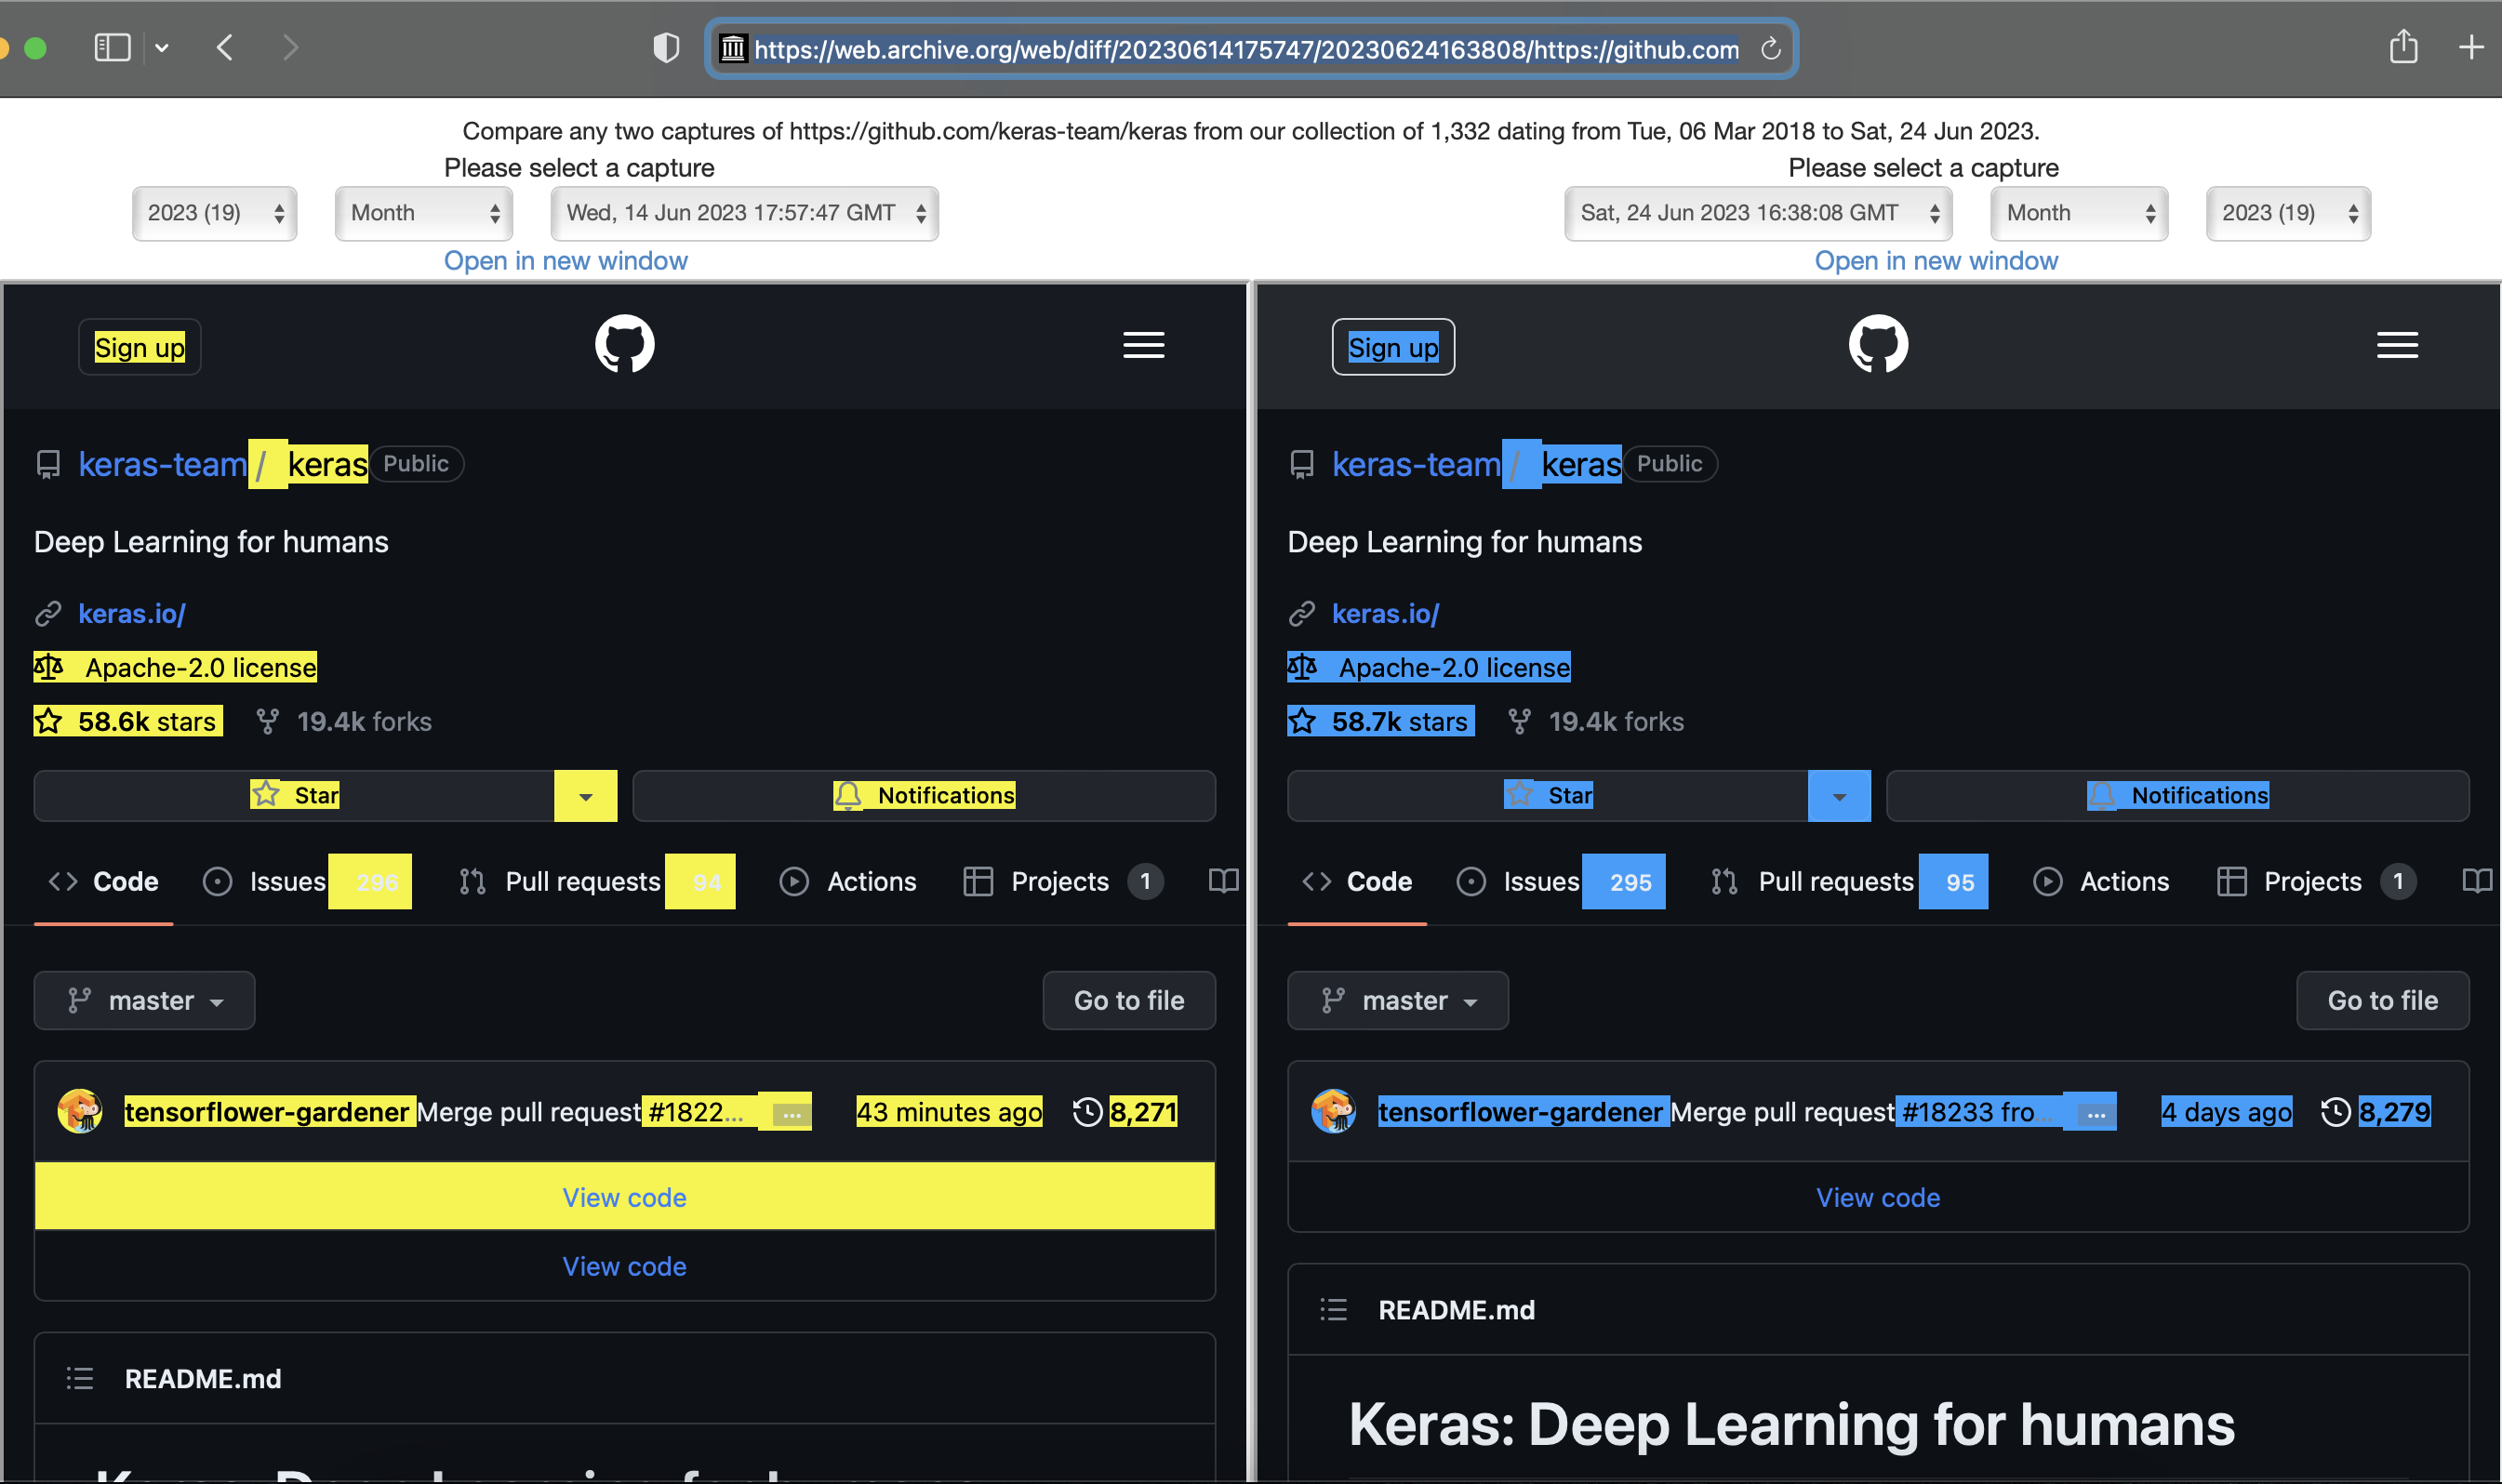 https://web.archive.org/web/diff/20230614175747/20230624163808/https://github.com
Compare any two captures of https://github.com/keras-team/keras from our collection of 1,332 dating from Tue, 06 Mar 2018 to Sat, 24 Jun 2023.
Please select a capture
2023 (19) Month Wed, 14 Jun 2023 17:57:47 GMT
Open in new window
Please select a capture
Sat, 24 Jun 2023 16:38:08 GMT Month 2023 (19)
Open in new window
Sign up
keras-team / keras Public
Deep Learning for humans
keras.io/
Apache-2.0 license
58.6k stars 19.4k forks
Star Notifications
Code Issues 296 Pull requests 94 Actions Projects 1
master Go to file
tensorflower-gardener Merge pull request #1822... ... 43 minutes ago 8,271
View code
View code
README.md
Keras: Deep Learning for humans
Sign up
keras-team / keras Public
Deep Learning for humans
keras.io/
Apache-2.0 license
58.7k stars 19.4k forks
Star Notifications
Code Issues 295 Pull requests 95 Actions Projects 1
master Go to file
tensorflower-gardener Merge pull request #18233 fro... ... 4 days ago 8,279
View code
README.md
Keras: Deep Learning for humans